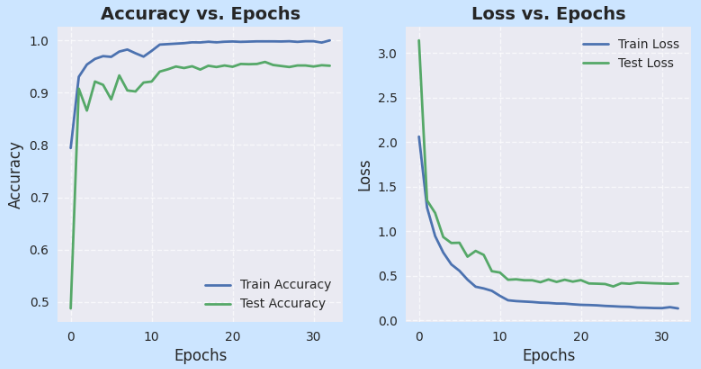 Accuracy vs. Epochs
Accuracy
1.0
0.9
0.8
0.7
0.6
0.5
Train Accuracy
Test Accuracy
0 10 20 30
Epochs
Loss vs. Epochs
Loss
3.0
2.5
2.0
1.5
1.0
0.5
0.0
Train Loss
Test Loss
0 10 20 30
Epochs